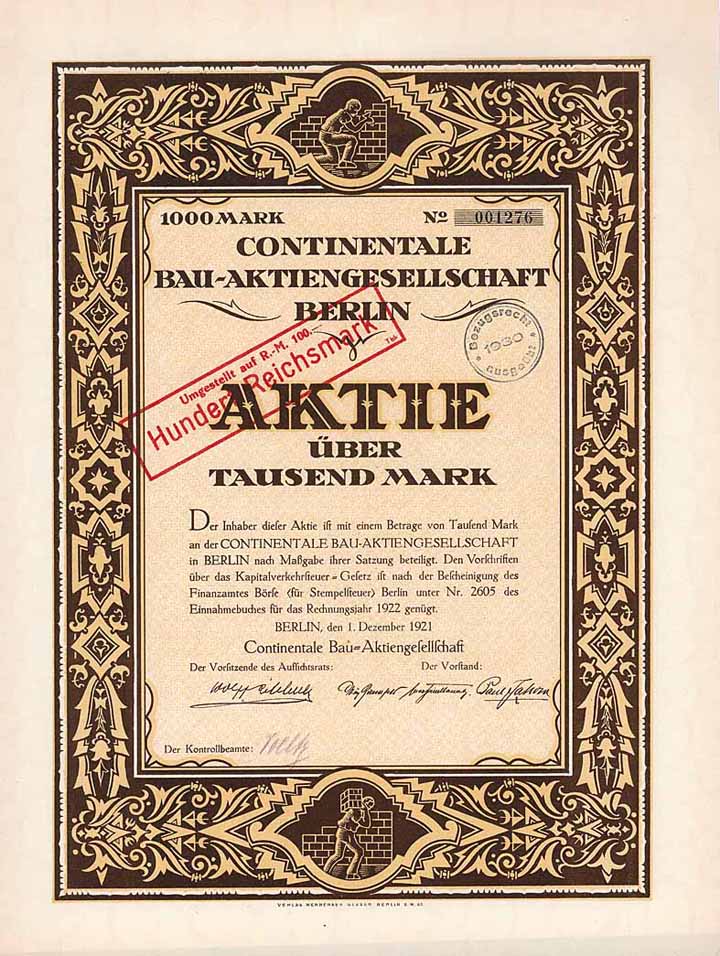 1000 MARK
No 001276
CONTINENTALE
BAU-AKTIENGESELLSCHAFT
BERLIN
Umgestellt auf R.-M. 100.—
Hundert Reichsmark
Bezugsrecht
1930
ausgeübt
AKTIE
ÜBER
TAUSEND MARK
Der Inhaber dieſer Aktie iſt mit einem Betrage von Tauſend Mark
an der CONTINENTALE BAU-AKTIENGESELLSCHAFT
in BERLIN nach Maßgabe ihrer Satzung beteiligt. Den Vorſchriften
über das Kapitalverkehrſteuer=Geſetz iſt nach der Beſcheinigung des
Finanzamtes Börſe (für Stempelſteuer) Berlin unter Nr. 2605 des
Einnahmebuches für das Rechnungsjahr 1922 genügt.
BERLIN, den 1. Dezember 1921
Continentale Bau=Aktiengeſellſchaft
Der Vorſitzende des Aufſichtsrats:
Der Vorſtand:
Der Kontrollbeamte: